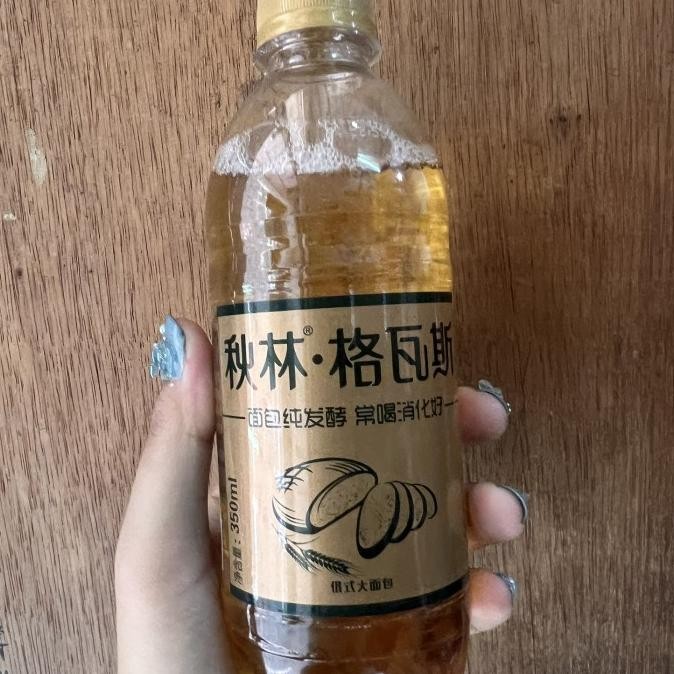 秋林®·格瓦斯
面包纯发酵 常喝消化好
净含量：350ml
俄式大面包